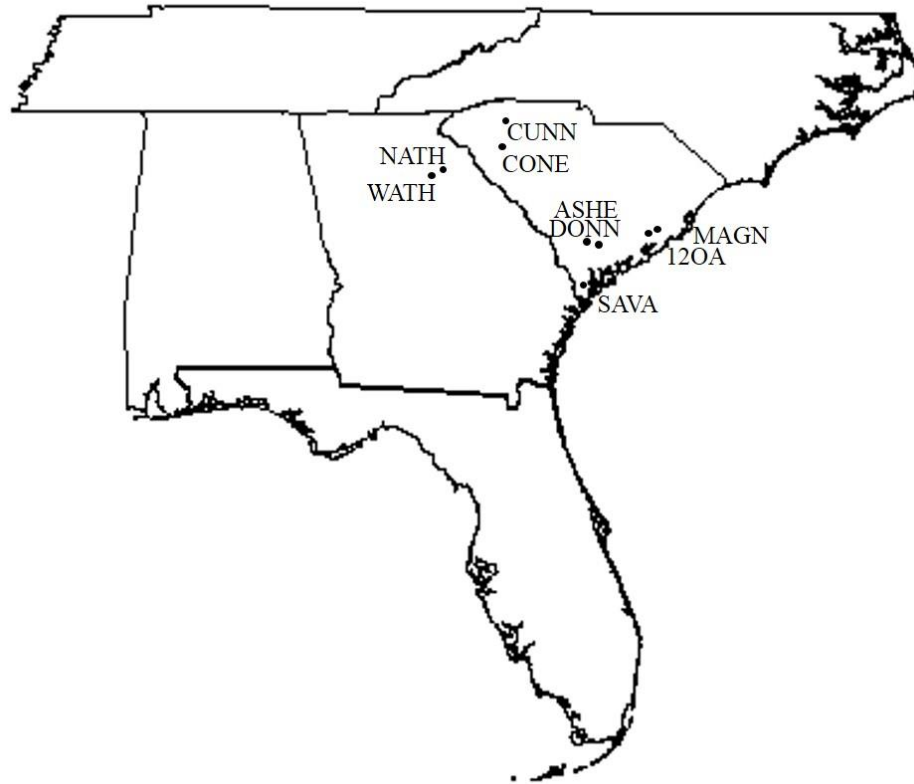 CUNN
NATH
CONE
WATH
ASHE
DONN
MAGN
12OA
SAVA